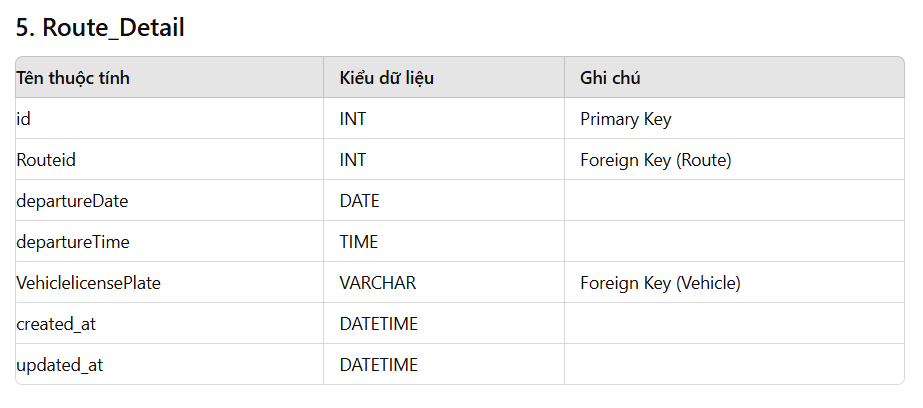 5. Route_Detail
Tên thuộc tính Kiểu dữ liệu Ghi chú
id INT Primary Key
Routeid INT Foreign Key (Route)
departureDate DATE
departureTime TIME
VehiclelicensePlate VARCHAR Foreign Key (Vehicle)
created_at DATETIME
updated_at DATETIME